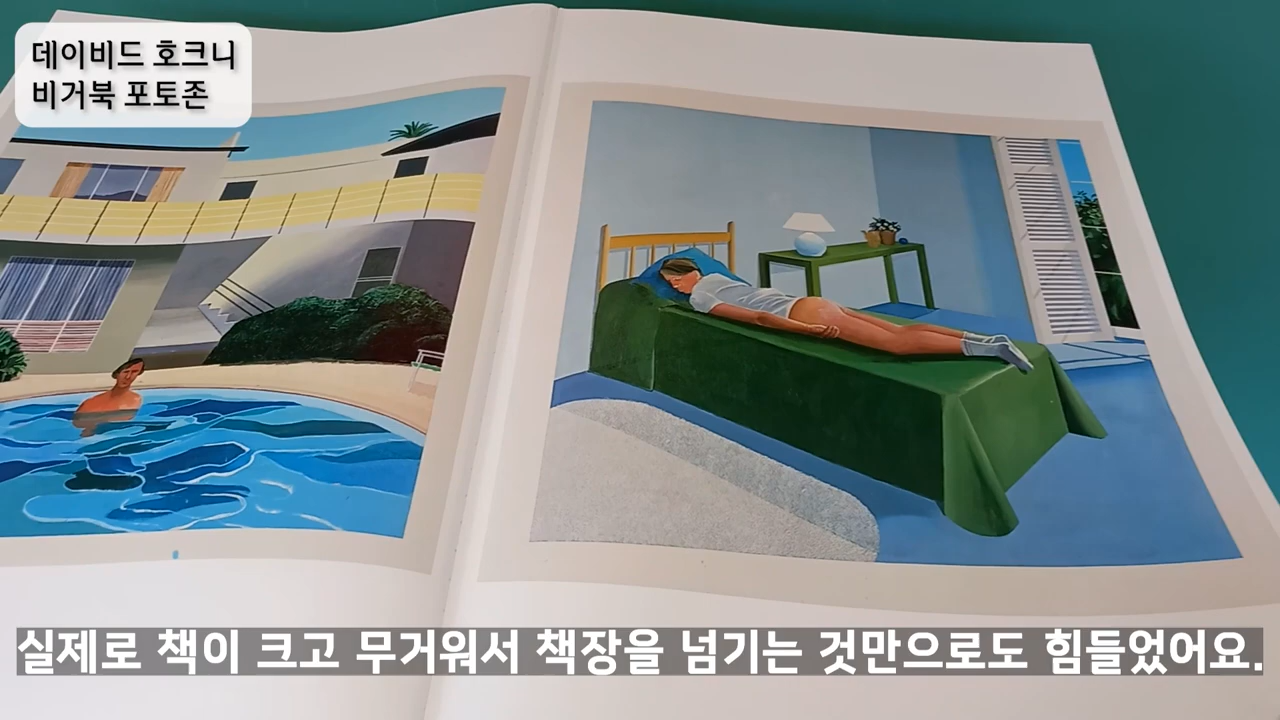 데이비드 호크니
비거북 포토존
실제로 책이 크고 무거워서 책장을 넘기는 것만으로도 힘들었어요.